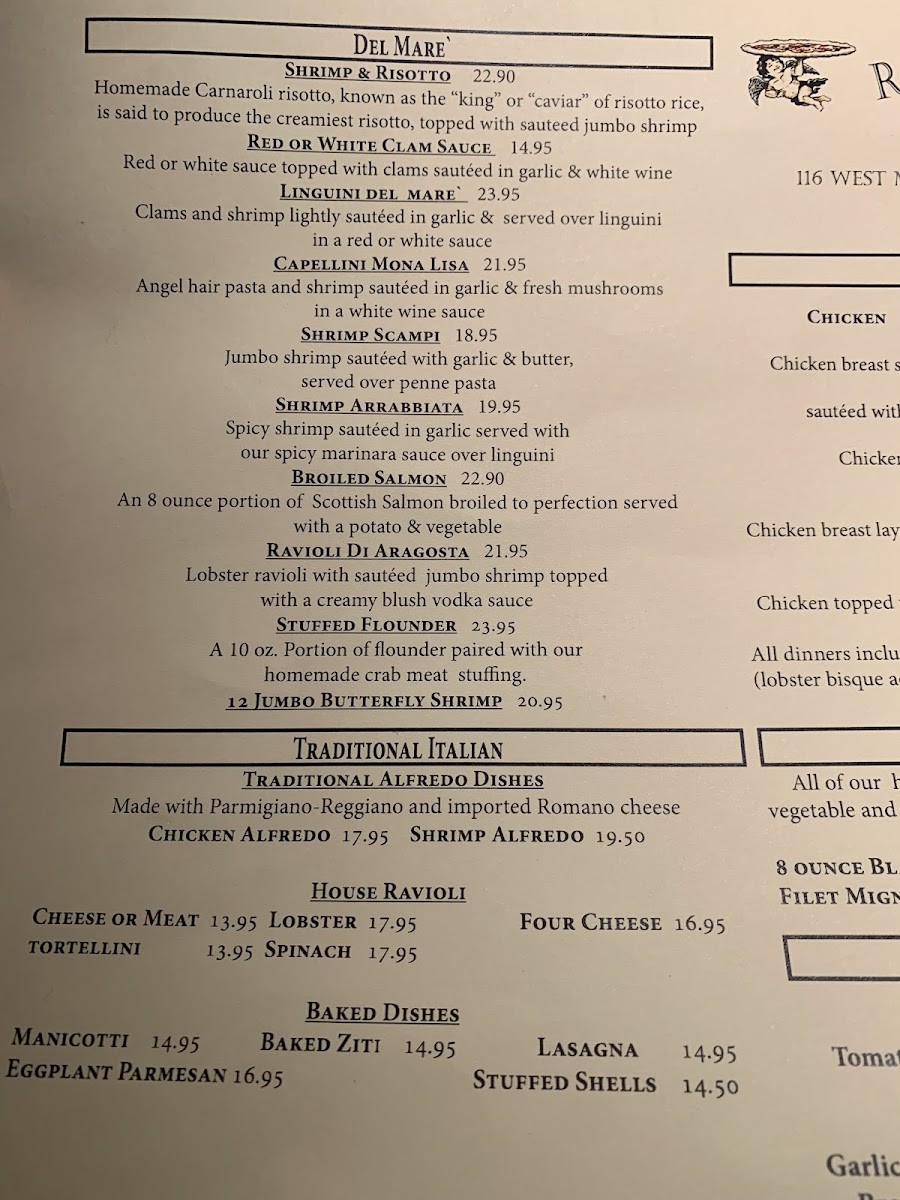 DEL MARE`
SHRIMP & RISOTTO 22.90
Homemade Carnaroli risotto, known as the “king” or “caviar” of risotto rice,
is said to produce the creamiest risotto, topped with sauteed jumbo shrimp
RED OR WHITE CLAM SAUCE 14.95
Red or white sauce topped with clams sautéed in garlic & white wine
LINGUINI DEL MARE` 23.95
Clams and shrimp lightly sautéed in garlic & served over linguini
in a red or white sauce
CAPELLINI MONA LISA 21.95
Angel hair pasta and shrimp sautéed in garlic & fresh mushrooms
in a white wine sauce
SHRIMP SCAMPI 18.95
Jumbo shrimp sautéed with garlic & butter,
served over penne pasta
SHRIMP ARRABBIATA 19.95
Spicy shrimp sautéed in garlic served with
our spicy marinara sauce over linguini
BROILED SALMON 22.90
An 8 ounce portion of Scottish Salmon broiled to perfection served
with a potato & vegetable
RAVIOLI DI ARAGOSTA 21.95
Lobster ravioli with sautéed jumbo shrimp topped
with a creamy blush vodka sauce
STUFFED FLOUNDER 23.95
A 10 oz. Portion of flounder paired with our
homemade crab meat stuffing.
12 JUMBO BUTTERFLY SHRIMP 20.95
TRADITIONAL ITALIAN
TRADITIONAL ALFREDO DISHES
Made with Parmigiano-Reggiano and imported Romano cheese
CHICKEN ALFREDO 17.95 SHRIMP ALFREDO 19.50
HOUSE RAVIOLI
CHEESE OR MEAT 13.95 LOBSTER 17.95 FOUR CHEESE 16.95
TORTELLINI 13.95 SPINACH 17.95
BAKED DISHES
MANICOTTI 14.95 BAKED ZITI 14.95 LASAGNA 14.95
EGGPLANT PARMESAN 16.95 STUFFED SHELLS 14.50
R
116 WEST
CHICKEN
Chicken breast
sautéed
Chicken breast
Chicken topped
All dinners
(lobster bisque
All of our
vegetable and
8 OUNCE
FILET
Garlic